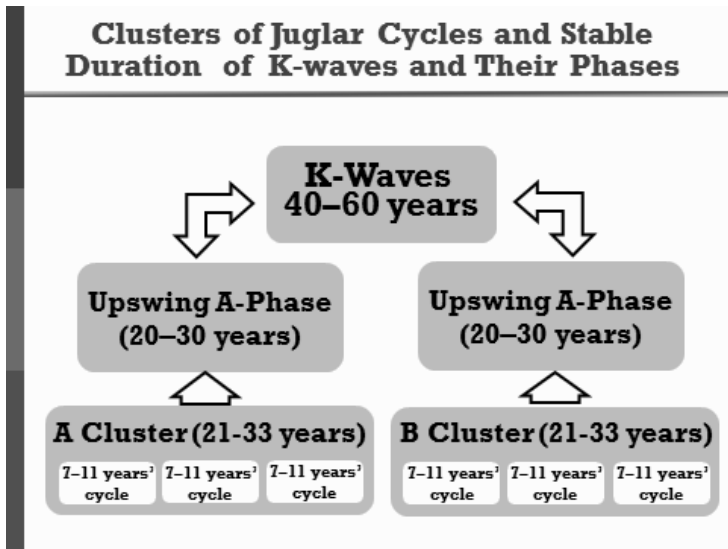 Clusters of Juglar Cycles and Stable
Duration of K-waves and Their Phases
K-Waves
40–60 years
Upswing A-Phase
(20–30 years)
Upswing A-Phase
(20–30 years)
A Cluster (21-33 years)
7–11 years'
cycle
7–11 years'
cycle
7–11 years'
cycle
B Cluster (21-33 years)
7–11 years'
cycle
7–11 years'
cycle
7–11 years'
cycle